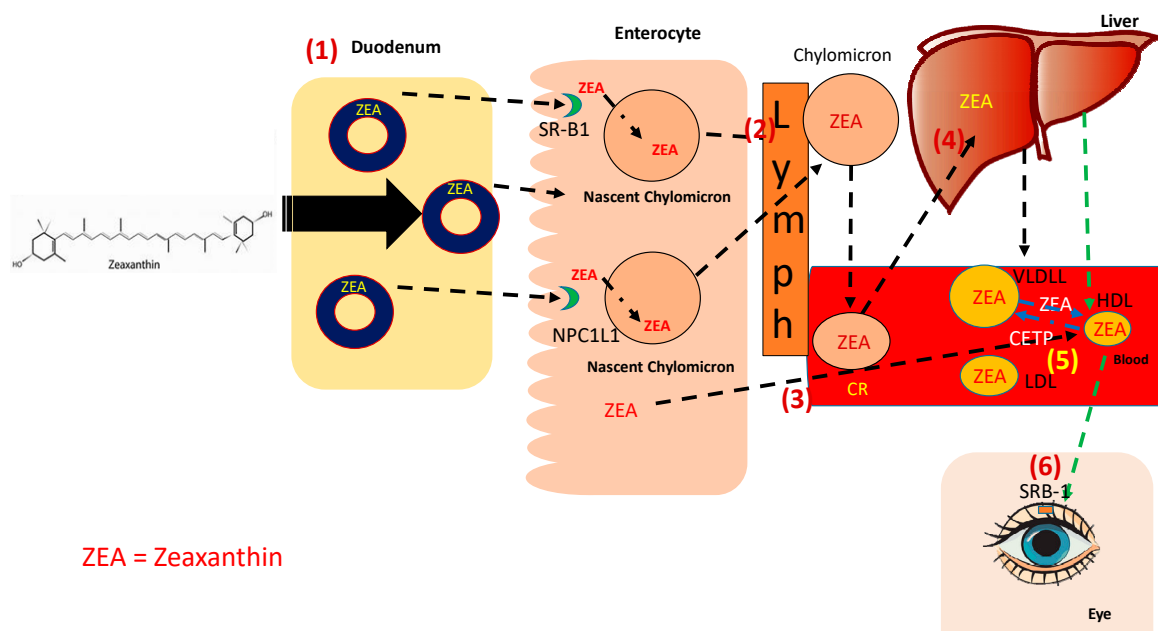 (1)
Duodenum
Enterocyte
Liver
Chylomicron
ZEA
ZEA
ZEA
SR-B1
ZEA
Nascent Chylomicron
(2)
L
y
m
p
h
ZEA
ZEA
(4)
HO
OH
Zeaxanthin
ZEA
ZEA
ZEA
NPC1L1
ZEA
Nascent Chylomicron
ZEA
(3)
ZEA
CR
VLDLL
ZEA
ZEA
HDL
ZEA
CETP
(5)
Blood
ZEA
LDL
(6)
SRB-1
Eye
ZEA = Zeaxanthin